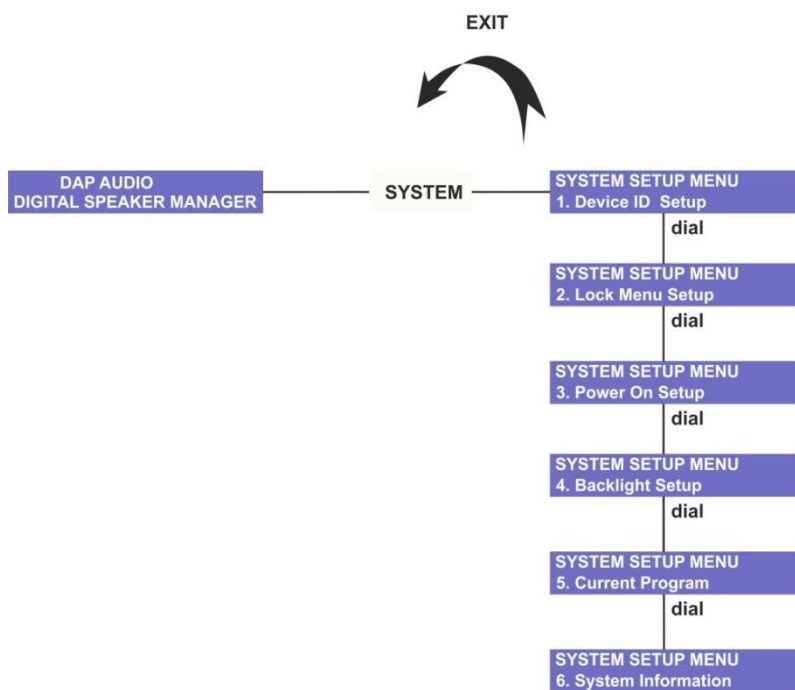 EXIT
DAP AUDIO
DIGITAL SPEAKER MANAGER
SYSTEM
SYSTEM SETUP MENU
1. Device ID Setup
dial
SYSTEM SETUP MENU
2. Lock Menu Setup
dial
SYSTEM SETUP MENU
3. Power On Setup
dial
SYSTEM SETUP MENU
4. Backlight Setup
dial
SYSTEM SETUP MENU
5. Current Program
dial
SYSTEM SETUP MENU
6. System Information